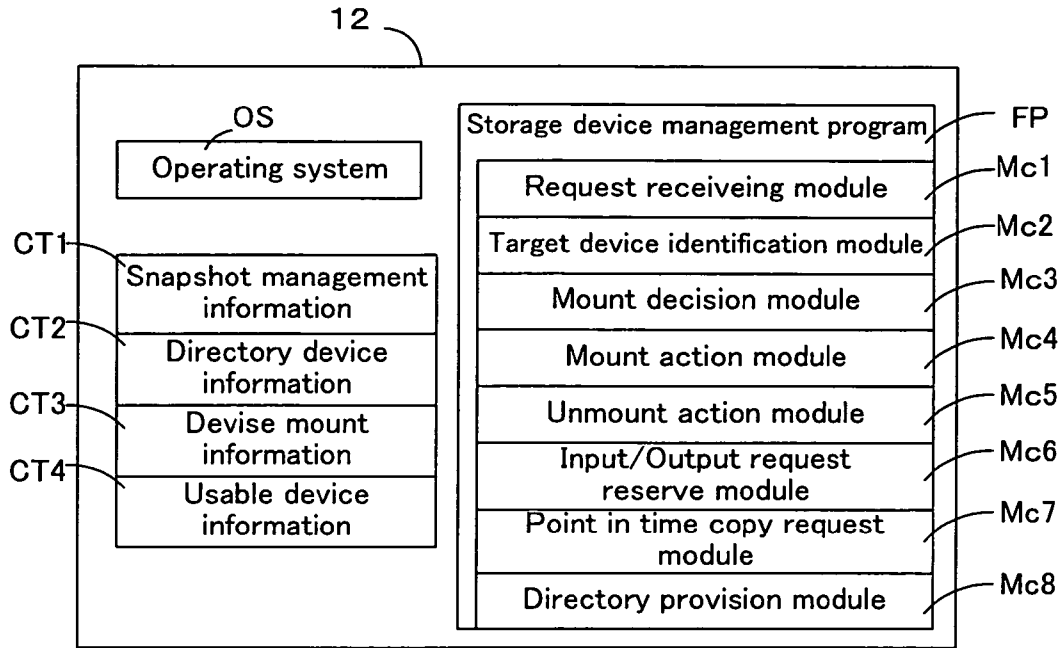 12
OS
Operating system
CT1
Snapshot management
information
CT2
Directory device
information
CT3
Devise mount
information
CT4
Usable device
information
Storage device management program
FP
Request receiveing module
Mc1
Target device identification module
Mc2
Mount decision module
Mc3
Mount action module
Mc4
Unmount action module
Mc5
Input/Output request
reserve module
Mc6
Point in time copy request
module
Mc7
Directory provision module
Mc8